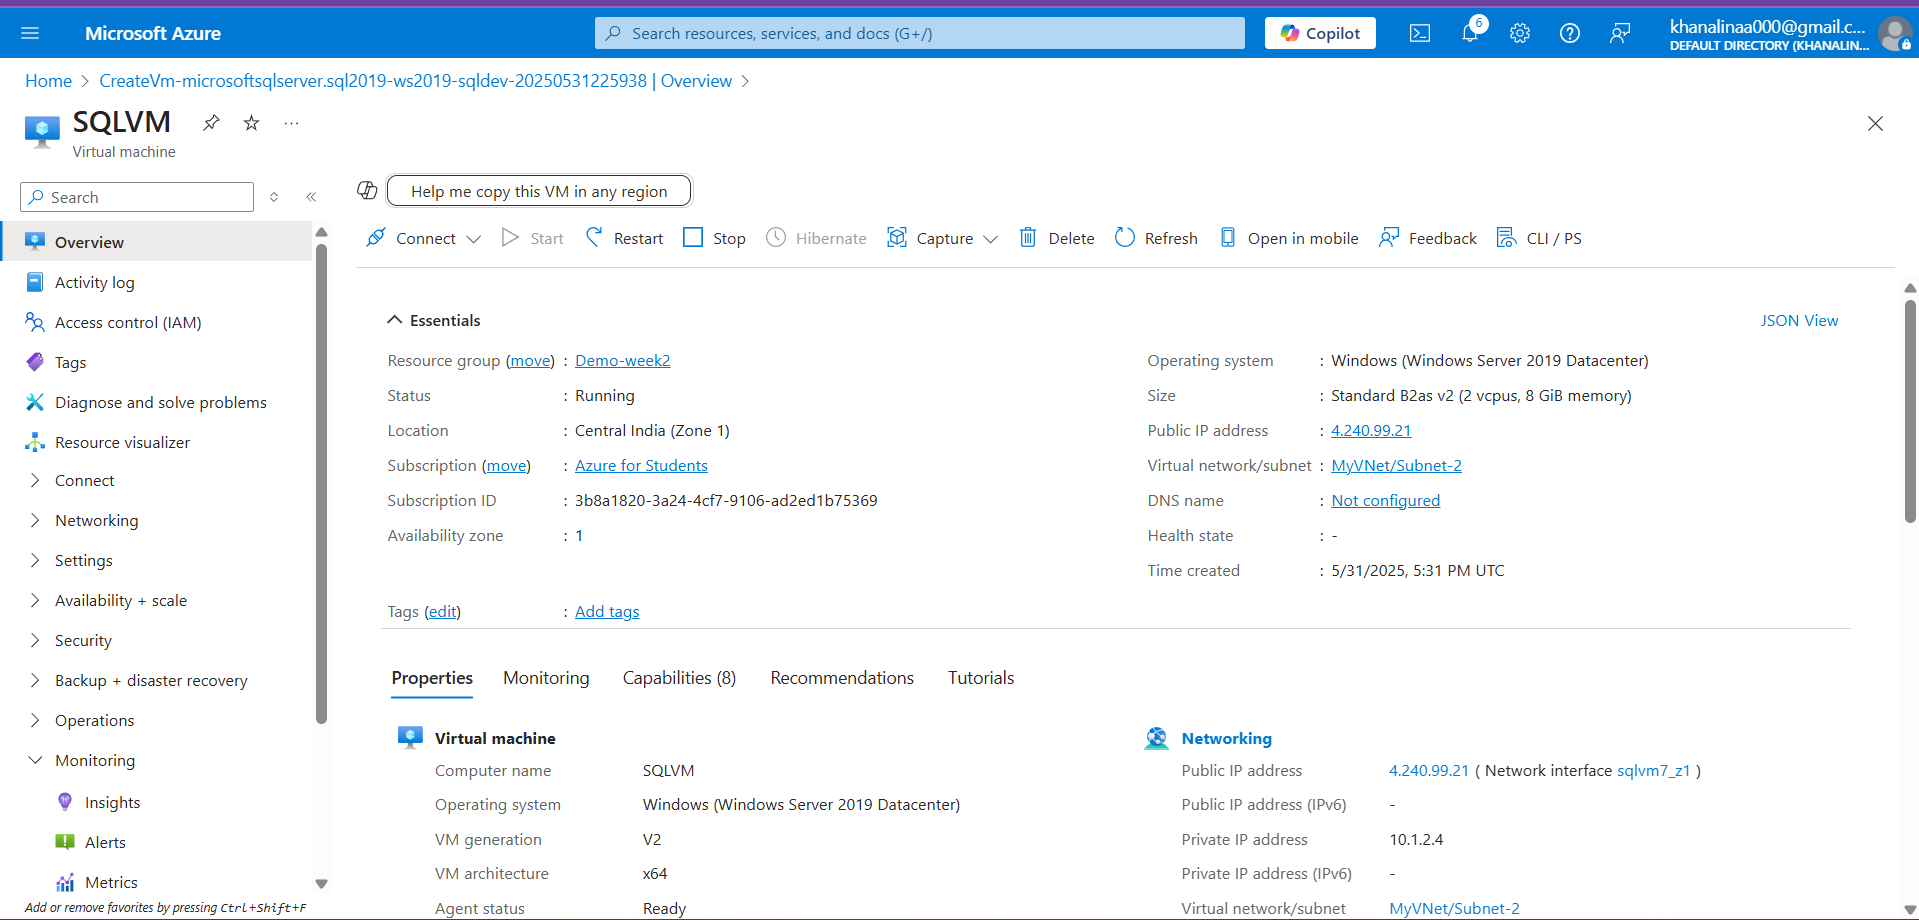 Microsoft Azure
Search resources, services, and docs (G+/)
Copilot
6
khanalinaa000@gmail.c...
DEFAULT DIRECTORY (KHANALIN...
Home > CreateVm-microsoftsqlserver.sql2019-ws2019-sqldev-20250531225938 | Overview >
SQLVM
Virtual machine
Search
Overview
Activity log
Access control (IAM)
Tags
Diagnose and solve problems
Resource visualizer
Connect
Networking
Settings
Availability + scale
Security
Backup + disaster recovery
Operations
Monitoring
Insights
Alerts
Metrics
Add or remove favorites by pressing Ctrl+Shift+F
Help me copy this VM in any region
Connect Start Restart Stop Hibernate Capture Delete Refresh Open in mobile Feedback CLI / PS
Essentials
JSON View
Resource group (move) : Demo-week2
Status : Running
Location : Central India (Zone 1)
Subscription (move) : Azure for Students
Subscription ID : 3b8a1820-3a24-4cf7-9106-ad2ed1b75369
Availability zone : 1
Operating system : Windows (Windows Server 2019 Datacenter)
Size : Standard B2as v2 (2 vcpus, 8 GiB memory)
Public IP address : 4.240.99.21
Virtual network/subnet : MyVNet/Subnet-2
DNS name : Not configured
Health state : -
Time created : 5/31/2025, 5:31 PM UTC
Tags (edit) : Add tags
Properties Monitoring Capabilities (8) Recommendations Tutorials
Virtual machine
Computer name SQLVM
Operating system Windows (Windows Server 2019 Datacenter)
VM generation V2
VM architecture x64
Agent status Ready
Networking
Public IP address 4.240.99.21 ( Network interface sqlvm7_z1 )
Public IP address (IPv6) -
Private IP address 10.1.2.4
Private IP address (IPv6) -
Virtual network/subnet MyVNet/Subnet-2